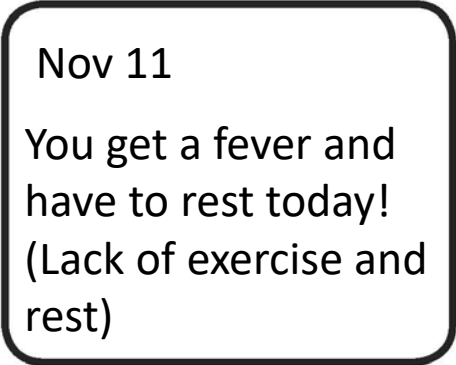 Nov 11
You get a fever and
have to rest today!
(Lack of exercise and
rest)